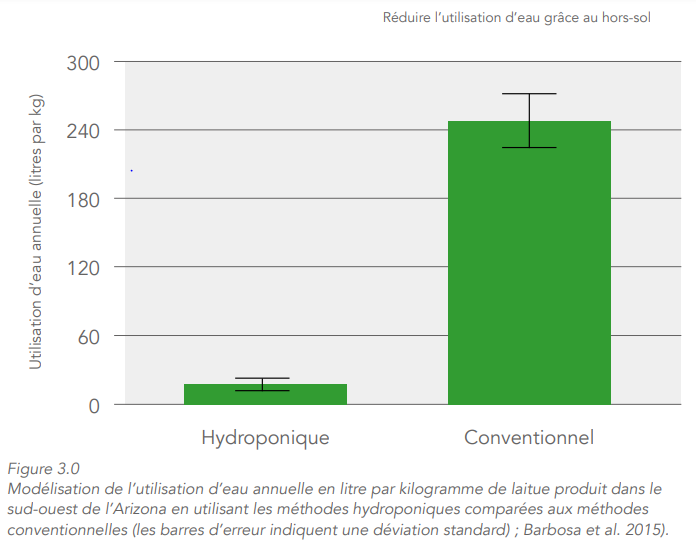 Réduire l’utilisation d’eau grâce au hors-sol
Utilisation d’eau annuelle (litres par kg)
300
240
180
120
60
0
Hydroponique
Conventionnel
Figure 3.0
Modélisation de l’utilisation d’eau annuelle en litre par kilogramme de laitue produit dans le
sud-ouest de l’Arizona en utilisant les méthodes hydroponiques comparées aux méthodes
conventionnelles (les barres d’erreur indiquent une déviation standard) ; Barbosa et al. 2015).